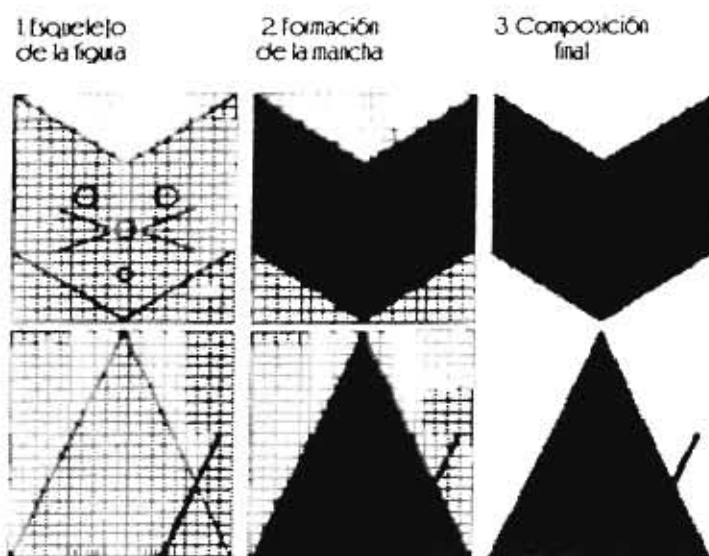 1. Esqueleto
de la figura
2. Formación
de la mancha
3. Composición
final